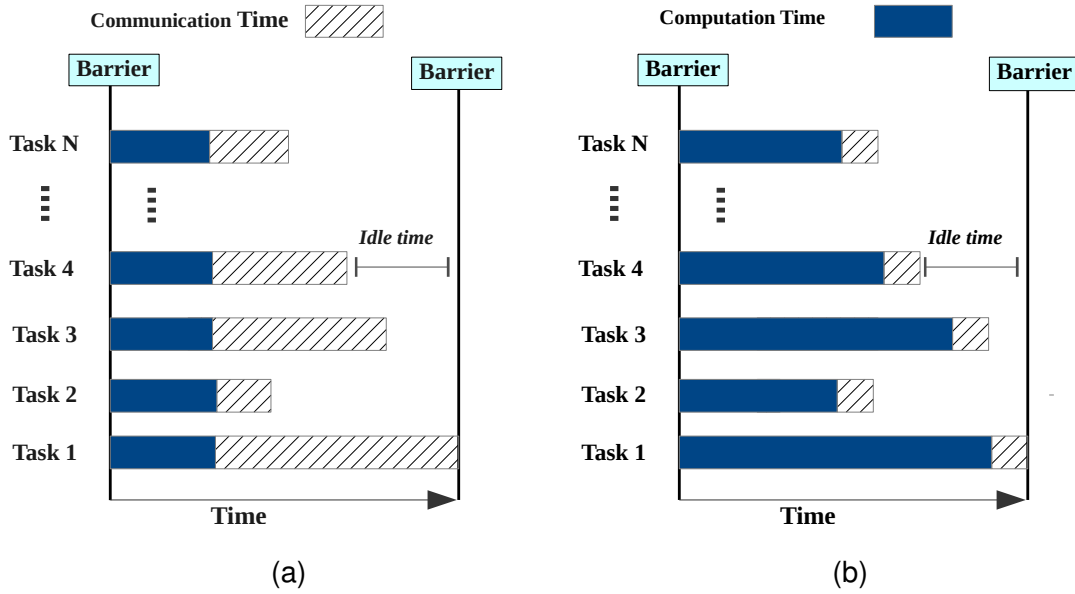 Communication Time
Computation Time
Barrier
Barrier
Task N
Task 4
Idle time
Task 3
Task 2
Task 1
Time
(a)
Barrier
Barrier
Task N
Task 4
Idle time
Task 3
Task 2
Task 1
Time
(b)